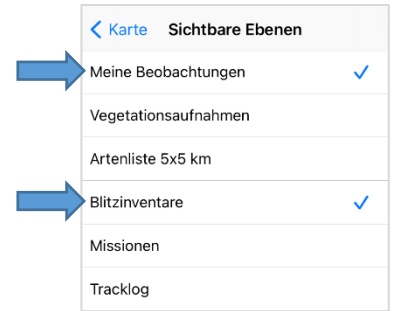 Karte Sichtbare Ebenen
Meine Beobachtungen
Vegetationsaufnahmen
Artenliste 5x5 km
Blitzinventare
Missionen
Tracklog